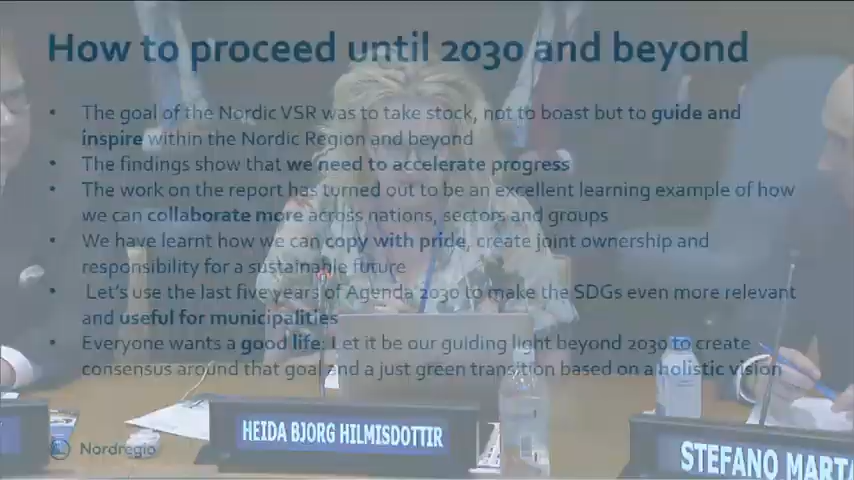 How to proceed until 2030 and beyond
• The goal of the Nordic VSR was to take stock, not to boast but to guide and
inspire within the Nordic Region and beyond
• The findings show that we need to accelerate progress
• The work on the report has turned out to be an excellent learning example of how
we can collaborate more across nations, sectors and groups
• We have learnt how we can copy with pride, create joint ownership and
responsibility for a sustainable future
• Let's use the last five years of Agenda 2030 to make the SDGs even more relevant
and useful for municipalities
• Everyone wants a good life: Let it be our guiding light beyond 2030 to create
consensus around that goal and a just green transition based on a holistic vision
Nordregio
HEIDA BJORG HILMISDOTTIR
STEFANO MARTA